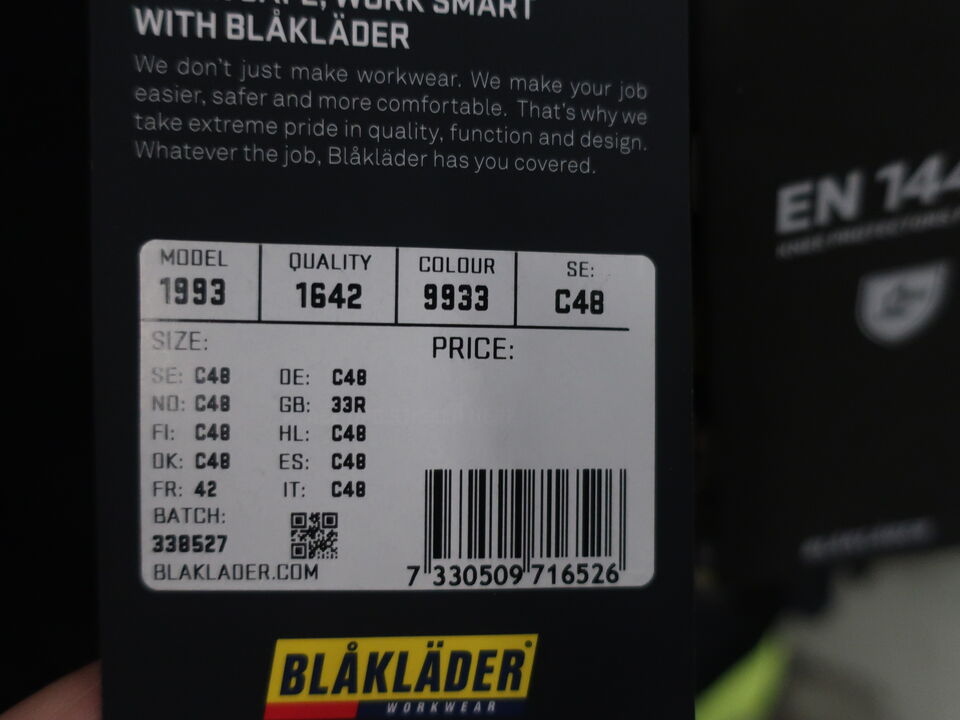 WORK SMART
WITH BLÅKLÄDER
We don't just make workwear. We make your job
easier, safer and more comfortable. That's why we
take extreme pride in quality, function and design.
Whatever the job, Blåkläder has you covered.
MODEL
1993
QUALITY
1642
COLOUR
9933
SE:
C48
SIZE:
PRICE:
SE: C48 DE: C48
NO: C48 GB: 33R
FI: C48 HL: C48
DK: C48 ES: C48
FR: 42 IT: C48
BATCH:
338527
BLAKLADER.COM
7 330509 716526
BLÅKLÄDER
WORKWEAR
EN